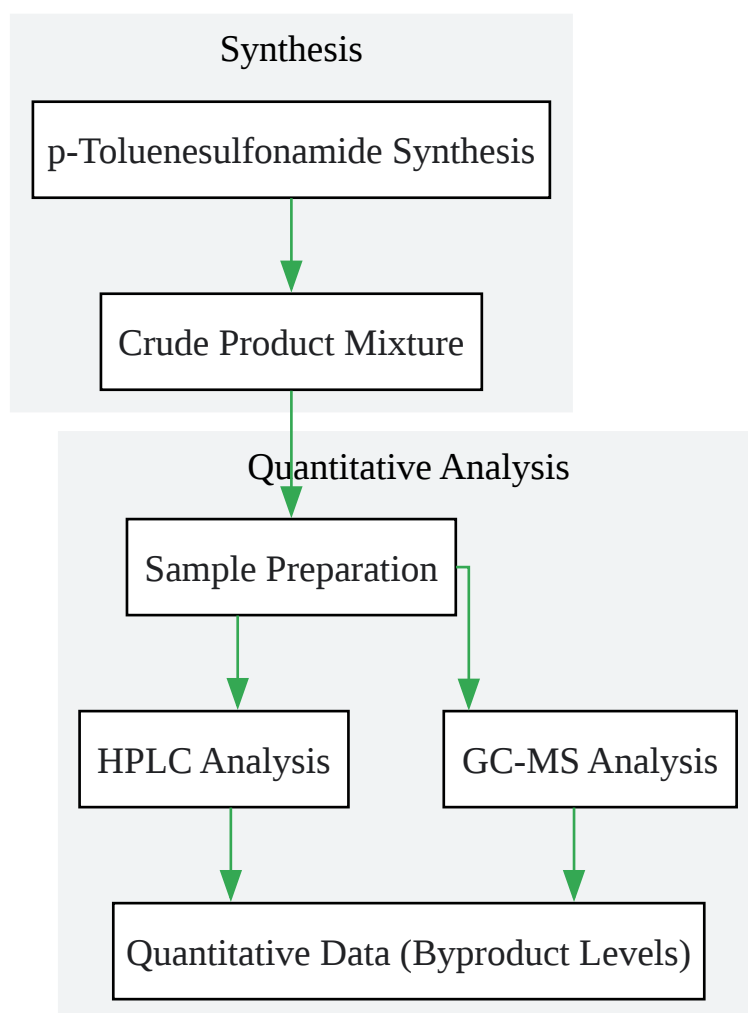 Synthesis
p-Toluenesulfonamide Synthesis
Crude Product Mixture
Quantitative Analysis
Sample Preparation
HPLC Analysis
GC-MS Analysis
Quantitative Data (Byproduct Levels)